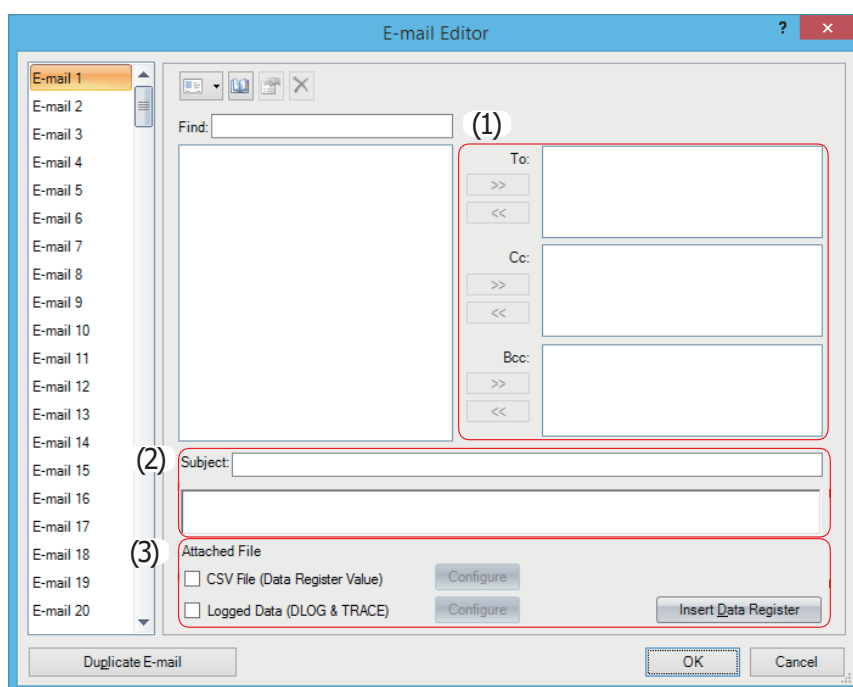 E-mail Editor
? ×
E-mail 1
E-mail 2
E-mail 3
E-mail 4
E-mail 5
E-mail 6
E-mail 7
E-mail 8
E-mail 9
E-mail 10
E-mail 11
E-mail 12
E-mail 13
E-mail 14
E-mail 15
E-mail 16
E-mail 17
E-mail 18
E-mail 19
E-mail 20
Find:
(1)
To:
>>
<<
Cc:
>>
<<
Bcc:
>>
<<
(2)
Subject:
(3)
Attached File
CSV File (Data Register Value) Configure
Logged Data (DLOG & TRACE) Configure Insert Data Register
Duplicate E-mail OK Cancel